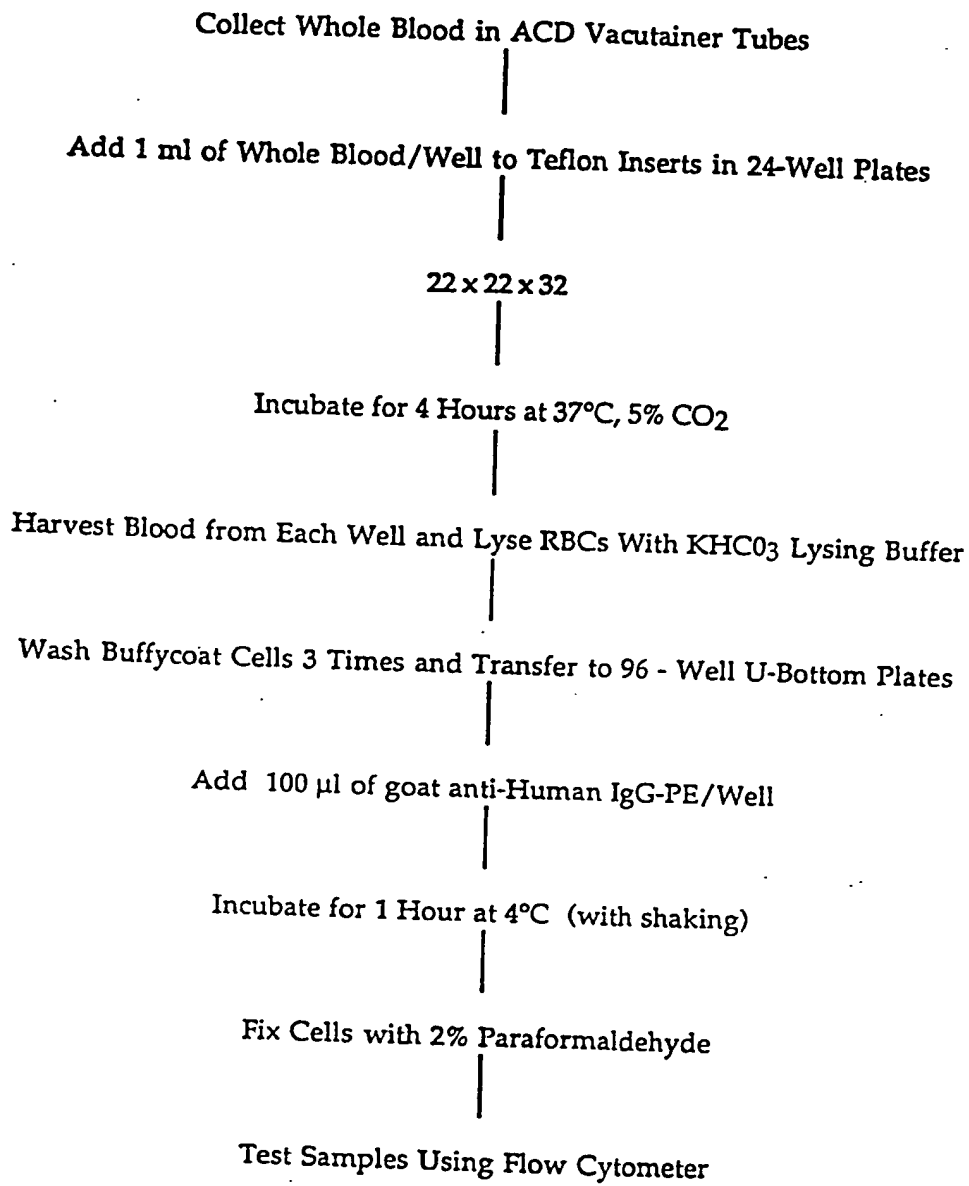 Collect Whole Blood in ACD Vacutainer Tubes
Add 1 ml of Whole Blood/Well to Teflon Inserts in 24-Well Plates
22 x 22 x 32
Incubate for 4 Hours at 37°C, 5% CO2
Harvest Blood from Each Well and Lyse RBCs With KHC03 Lysing Buffer
Wash Buffycoat Cells 3 Times and Transfer to 96 - Well U-Bottom Plates
Add 100 µl of goat anti-Human IgG-PE/Well
Incubate for 1 Hour at 4°C (with shaking)
Fix Cells with 2% Paraformaldehyde
Test Samples Using Flow Cytometer